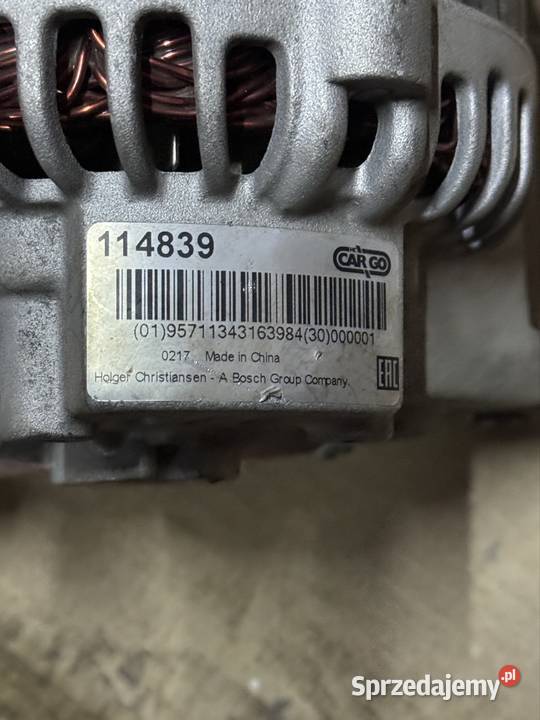 114839
CARGO
(01)95711343163984(30)000001
0217 Made in China
Holger Christiansen - A Bosch Group Company.
EAC
Sprzedajemy.pl